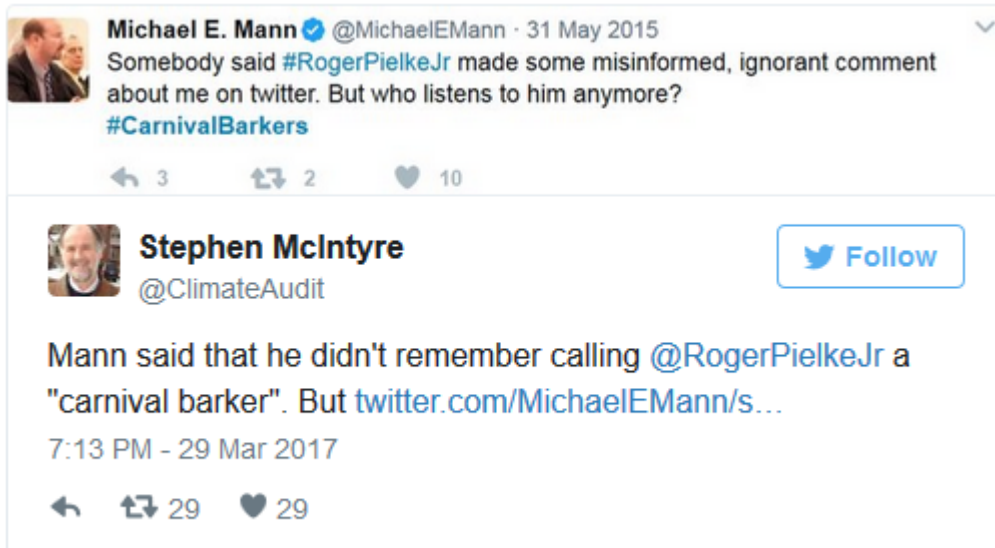 Michael E. Mann @MichaelEMann · 31 May 2015
Somebody said #RogerPielkeJr made some misinformed, ignorant comment
about me on twitter. But who listens to him anymore?
#CarnivalBarkers
3 2 10
Stephen McIntyre
Follow
@ClimateAudit
Mann said that he didn't remember calling @RogerPielkeJr a
"carnival barker". But twitter.com/MichaelEMann/s…
7:13 PM - 29 Mar 2017
29 29